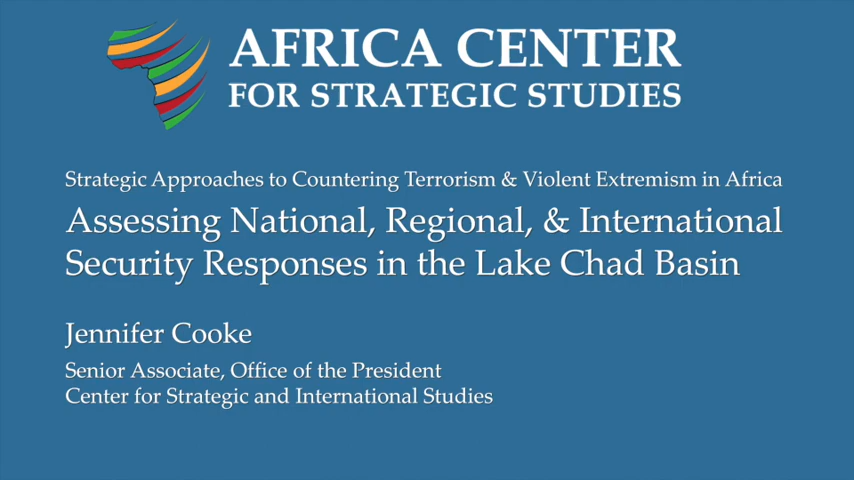 AFRICA CENTER
FOR STRATEGIC STUDIES
Strategic Approaches to Countering Terrorism & Violent Extremism in Africa
Assessing National, Regional, & International
Security Responses in the Lake Chad Basin
Jennifer Cooke
Senior Associate, Office of the President
Center for Strategic and International Studies